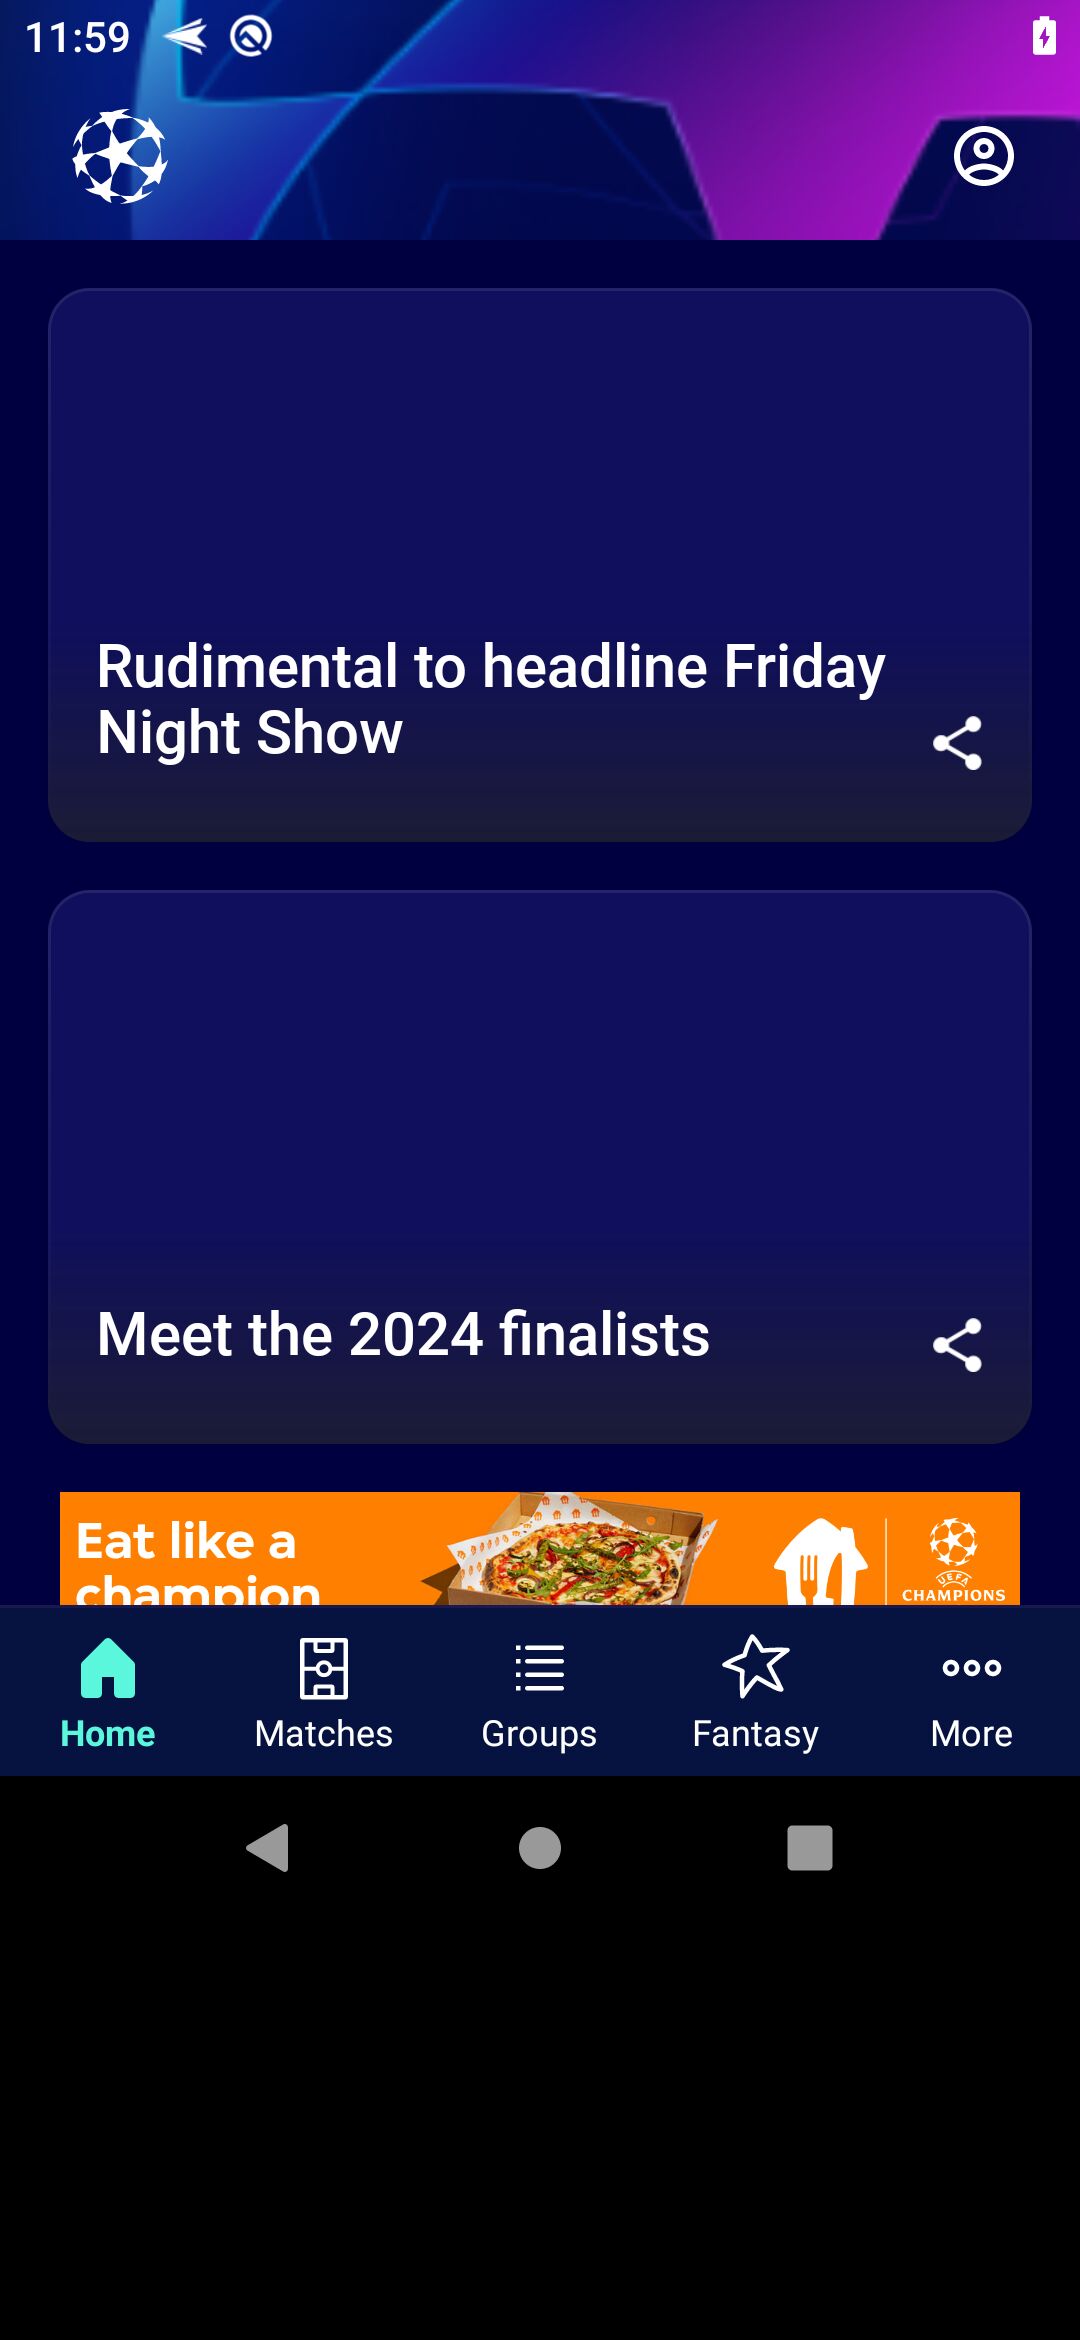 11:59
Rudimental to headline Friday
Night Show
Meet the 2024 finalists
Eat like a
champion
UEFA
CHAMPIONS
Home
Matches
Groups
Fantasy
More